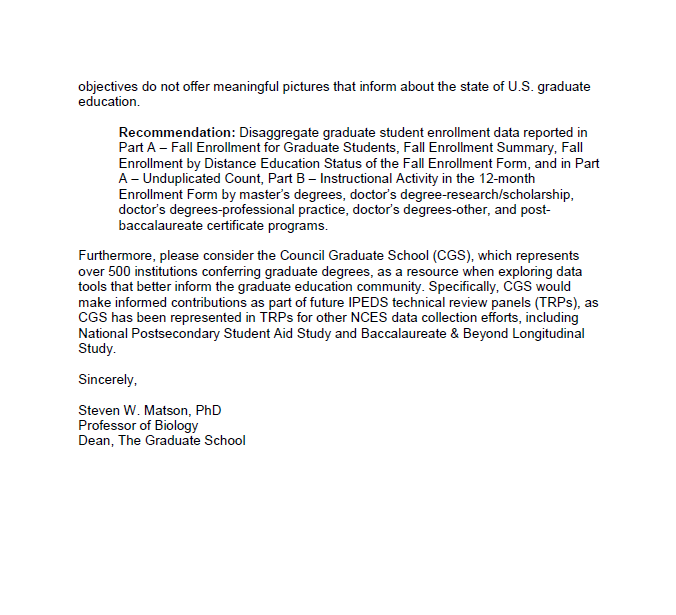 objectives do not offer meaningful pictures that inform about the state of U.S. graduate
education.
Recommendation: Disaggregate graduate student enrollment data reported in
Part A – Fall Enrollment for Graduate Students, Fall Enrollment Summary, Fall
Enrollment by Distance Education Status of the Fall Enrollment Form, and in Part
A – Unduplicated Count, Part B – Instructional Activity in the 12-month
Enrollment Form by master's degrees, doctor's degree-research/scholarship,
doctor's degrees-professional practice, doctor's degrees-other, and post-
baccalaureate certificate programs.
Furthermore, please consider the Council Graduate School (CGS), which represents
over 500 institutions conferring graduate degrees, as a resource when exploring data
tools that better inform the graduate education community. Specifically, CGS would
make informed contributions as part of future IPEDS technical review panels (TRPs), as
CGS has been represented in TRPs for other NCES data collection efforts, including
National Postsecondary Student Aid Study and Baccalaureate & Beyond Longitudinal
Study.
Sincerely,
Steven W. Matson, PhD
Professor of Biology
Dean, The Graduate School